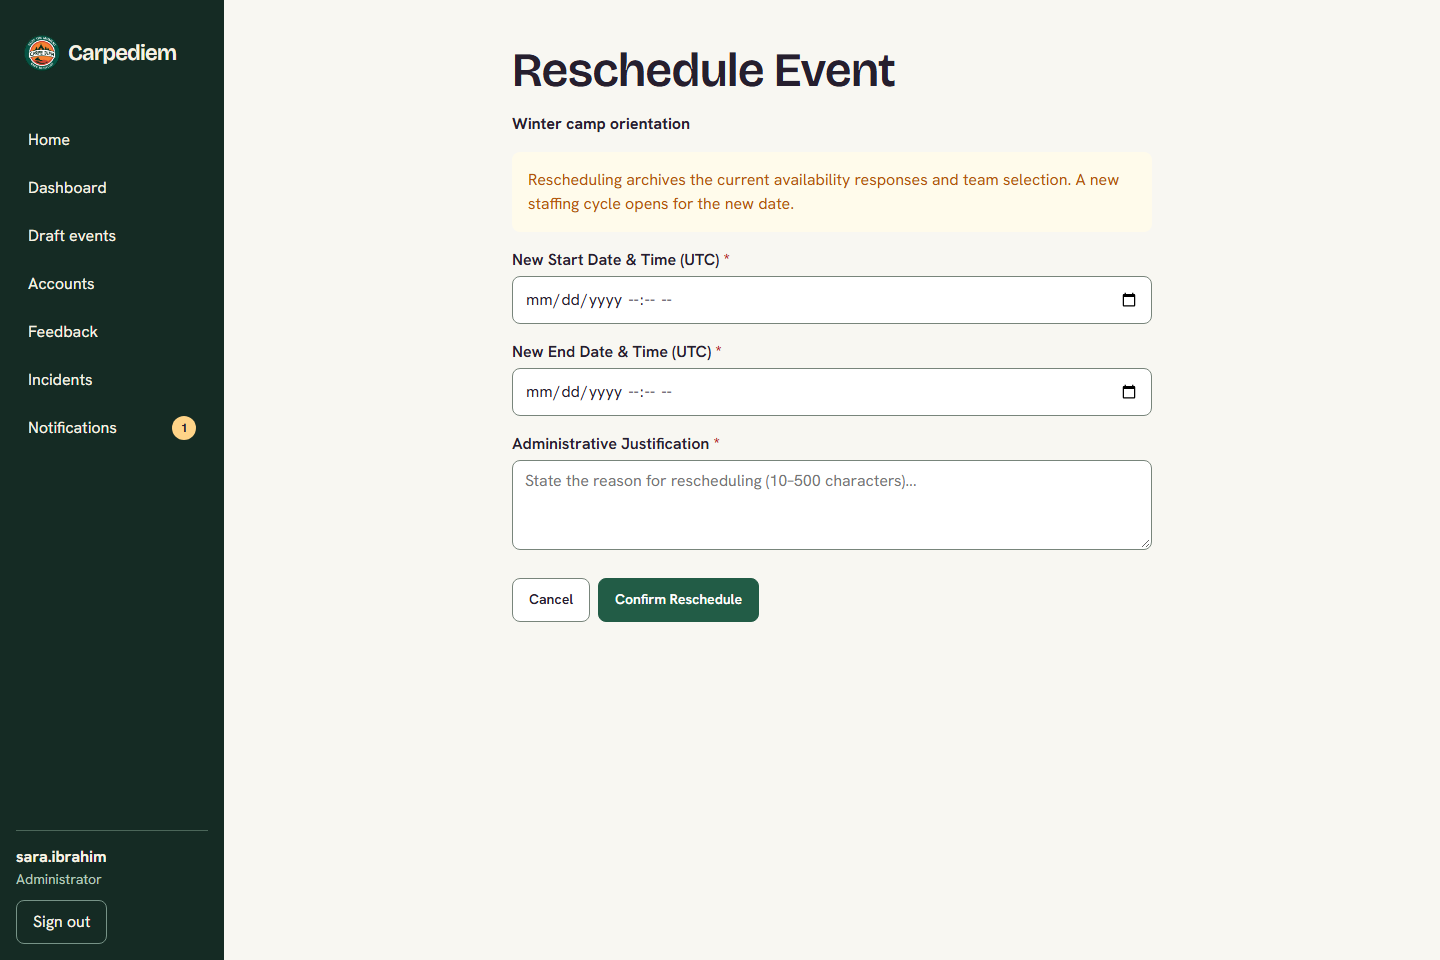 Carpediem
Home
Dashboard
Draft events
Accounts
Feedback
Incidents
Notifications 1
sara.ibrahim
Administrator
Sign out
Reschedule Event
Winter camp orientation
Rescheduling archives the current availability responses and team selection. A new
staffing cycle opens for the new date.
New Start Date & Time (UTC) *
mm/dd/yyyy --:-- --
New End Date & Time (UTC) *
mm/dd/yyyy --:-- --
Administrative Justification *
State the reason for rescheduling (10–500 characters)...
Cancel
Confirm Reschedule